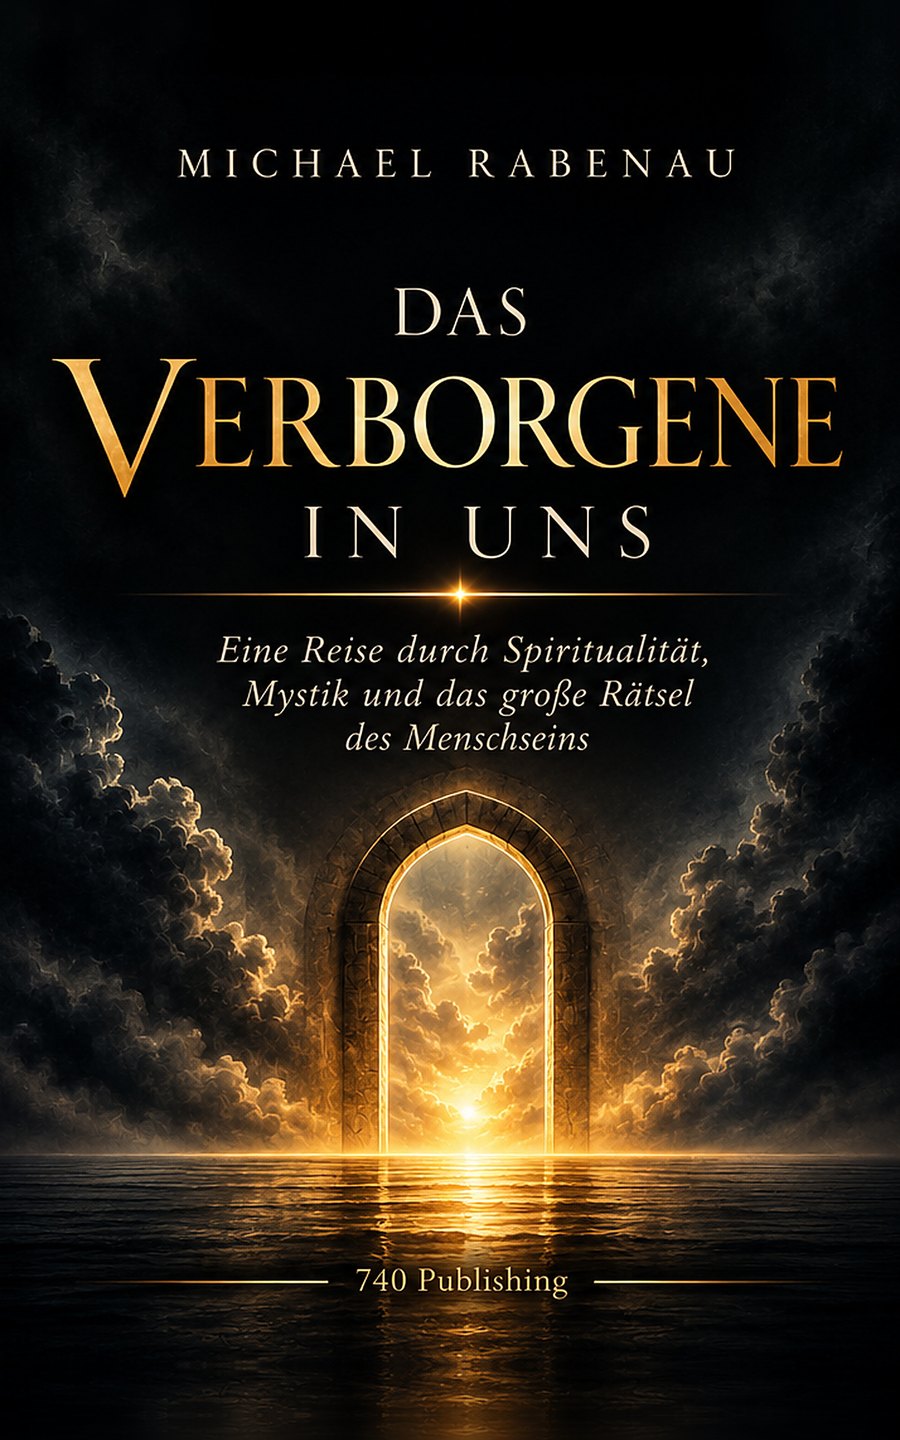 MICHAEL RABENAU
DAS
VERBORGENE
IN UNS
Eine Reise durch Spiritualität,
Mystik und das große Rätsel
des Menschseins
740 Publishing